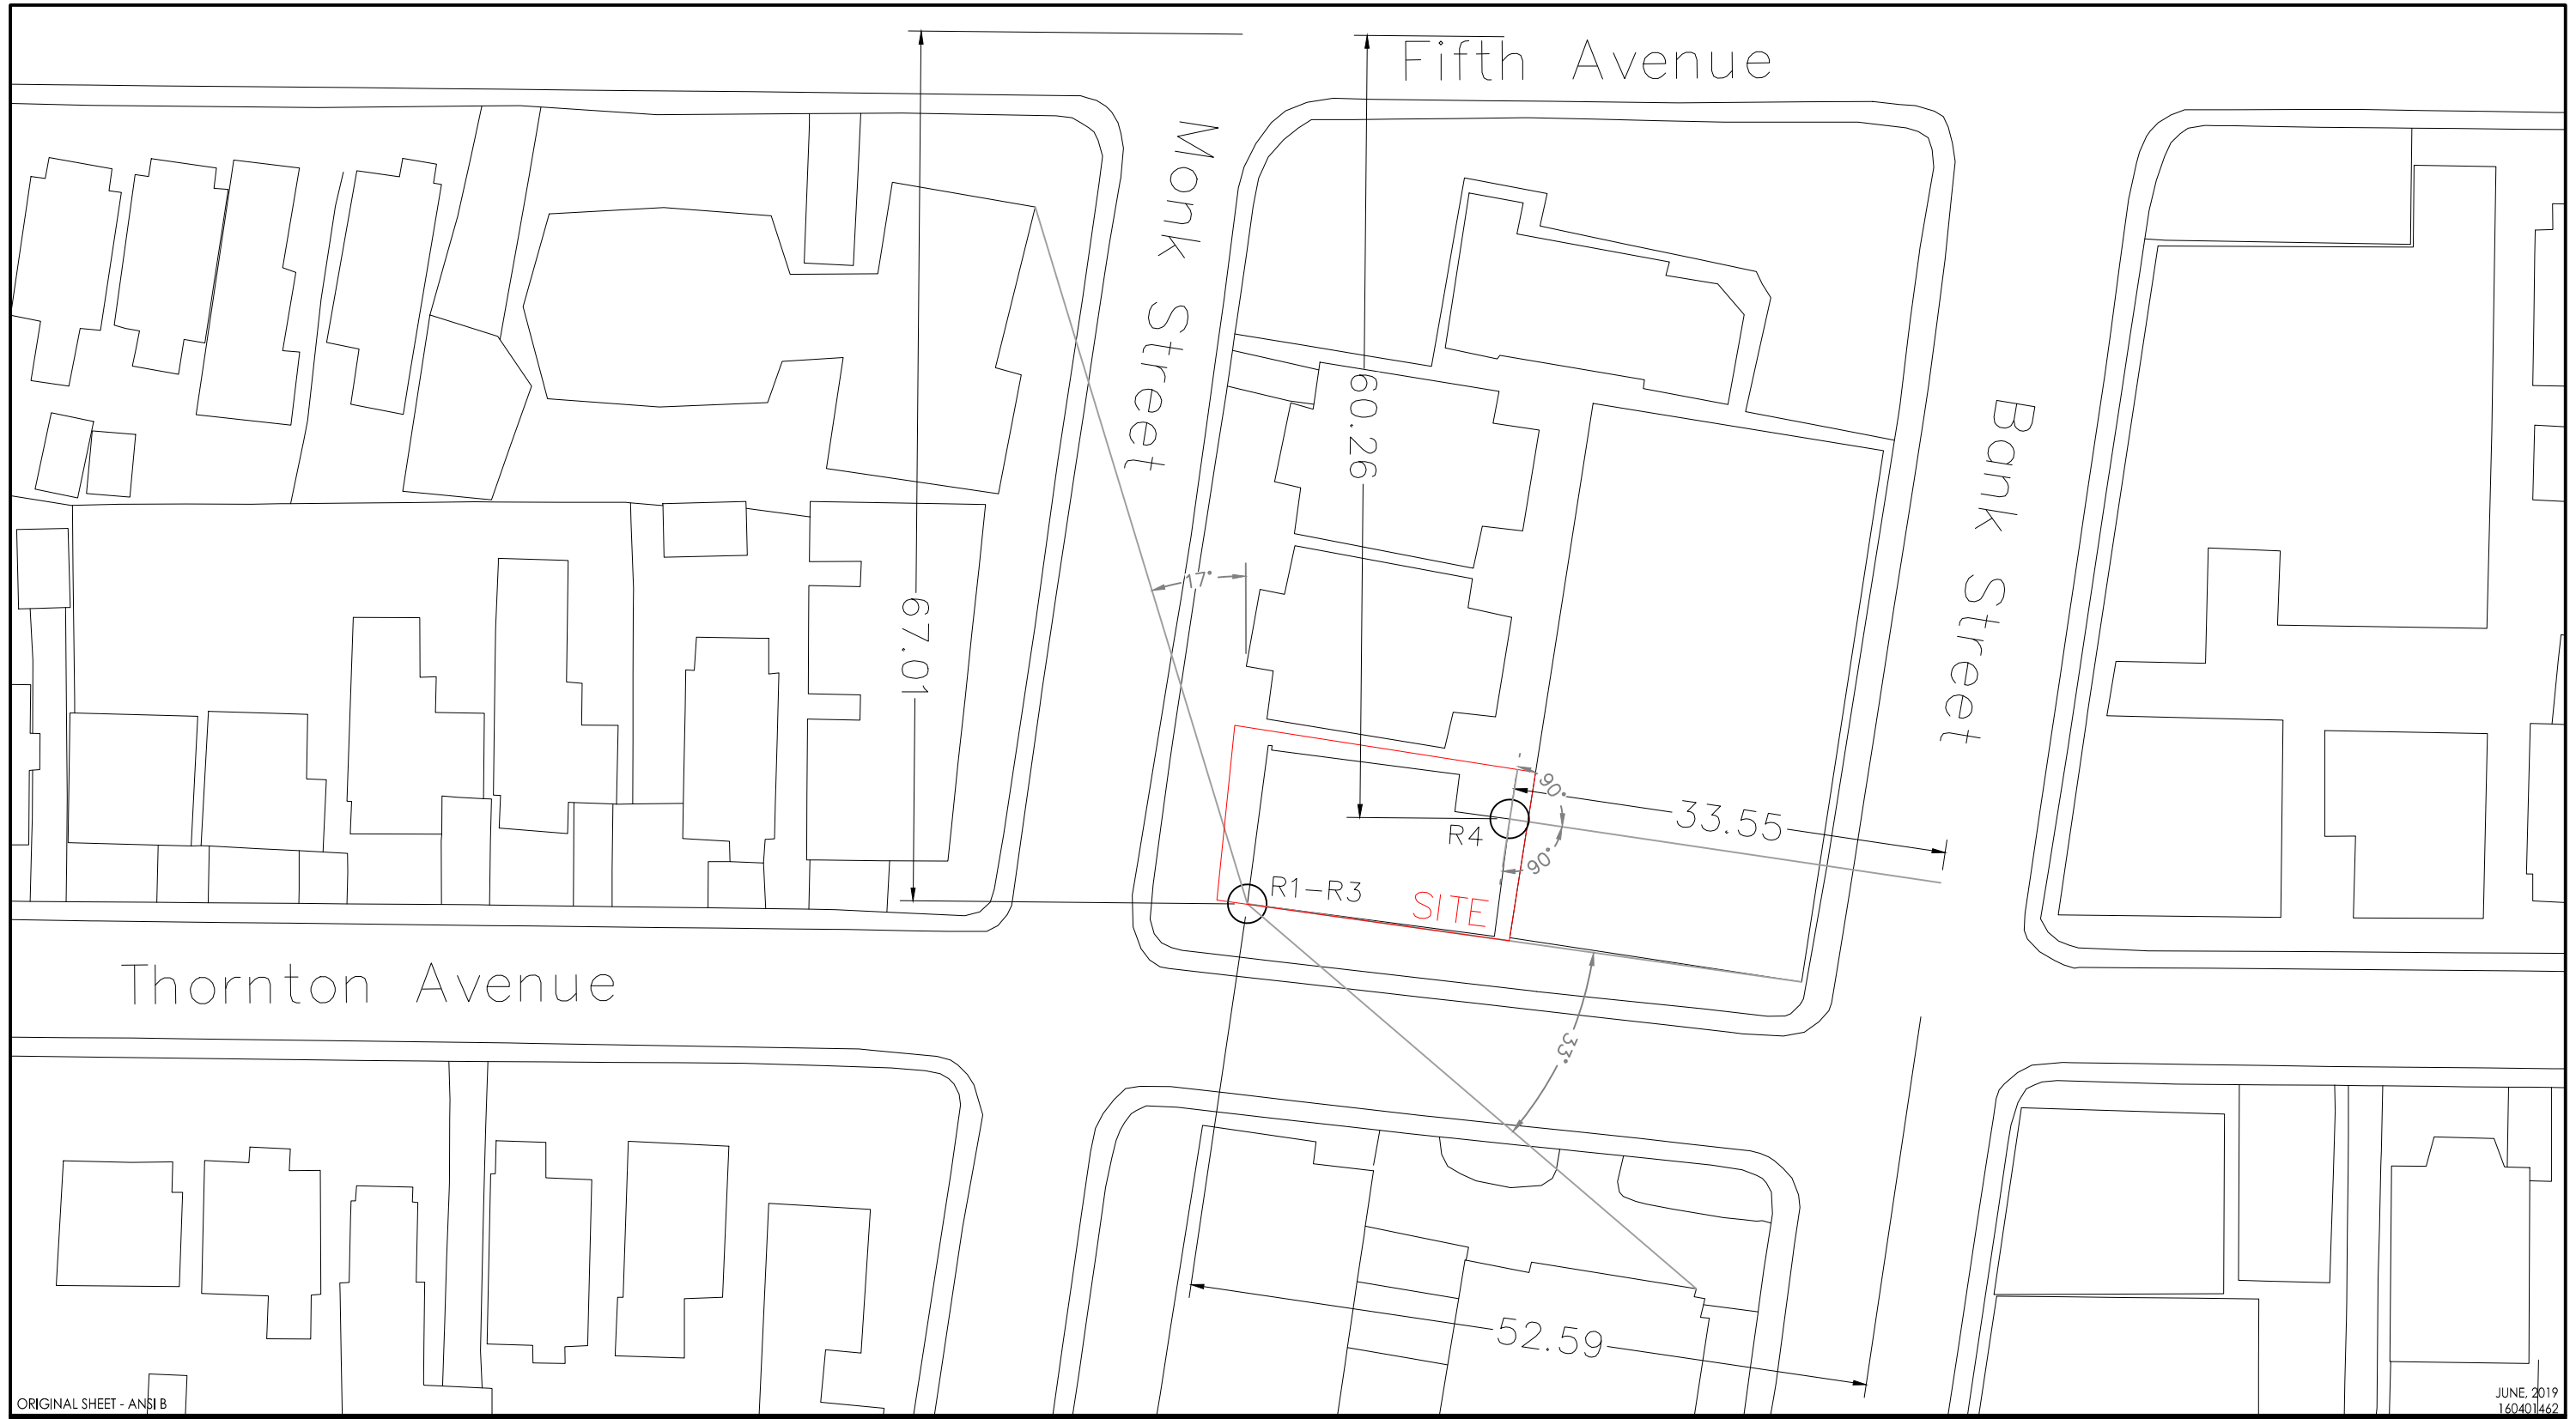 Fifth Avenue
Monk Street
60.26
Bank Street
17°
67.01
90°
33.55
R4
90°
R1-R3
SITE
Thornton Avenue
33°
52.59
ORIGINAL SHEET - ANSI B
JUNE, 2019
160401462